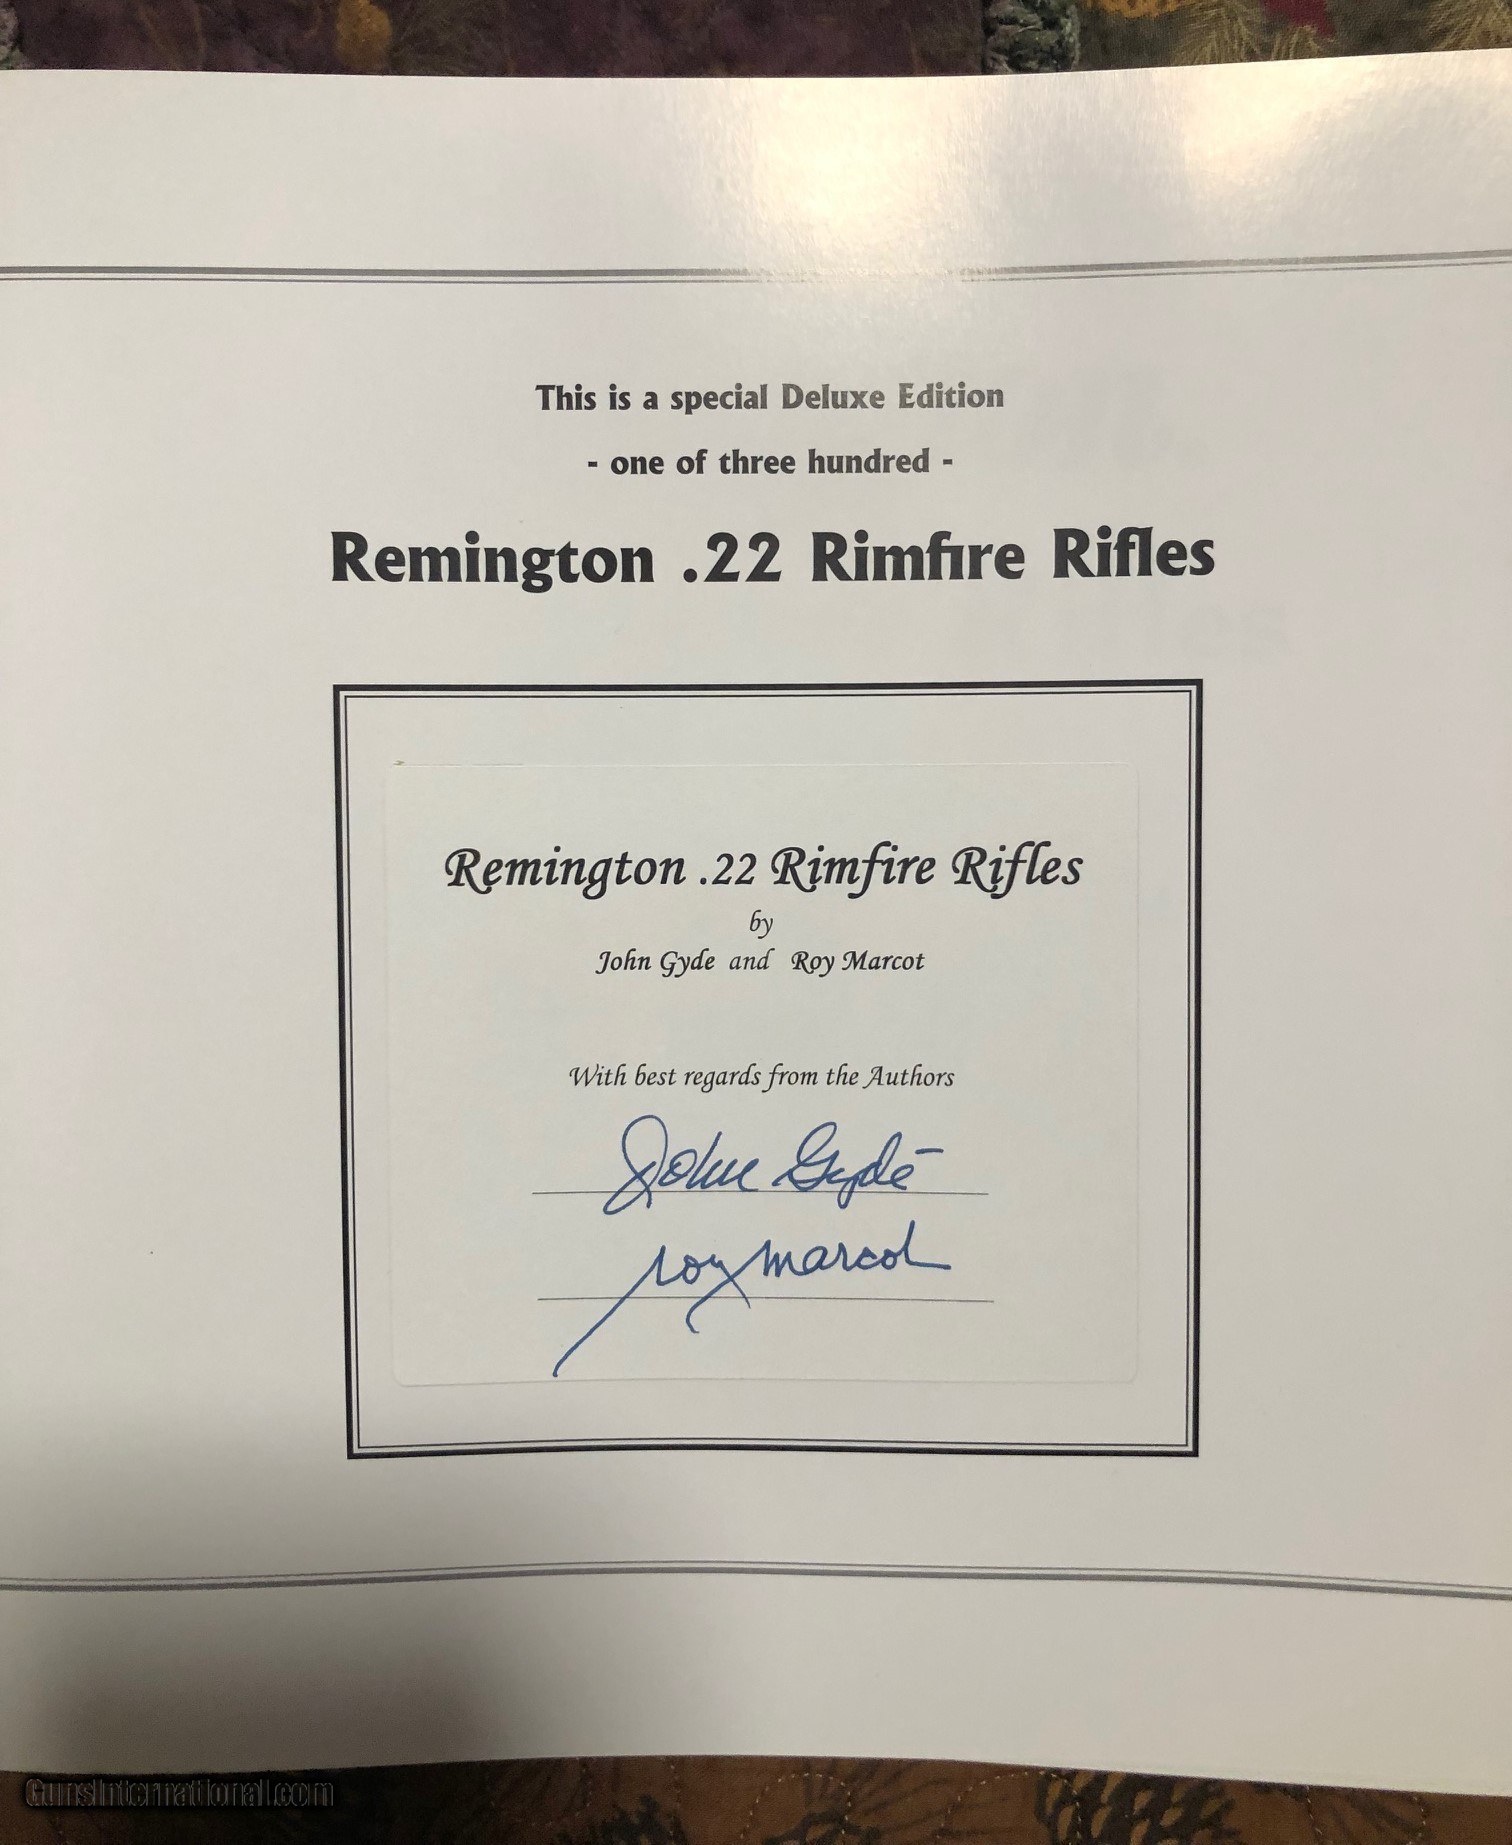 This is a special Deluxe Edition
- one of three hundred -
Remington .22 Rimfire Rifles
Remington .22 Rimfire Rifles
by
John Gyde and Roy Marcot
With best regards from the Authors
John Gyde
Roy Marcot
GunsInternational.com